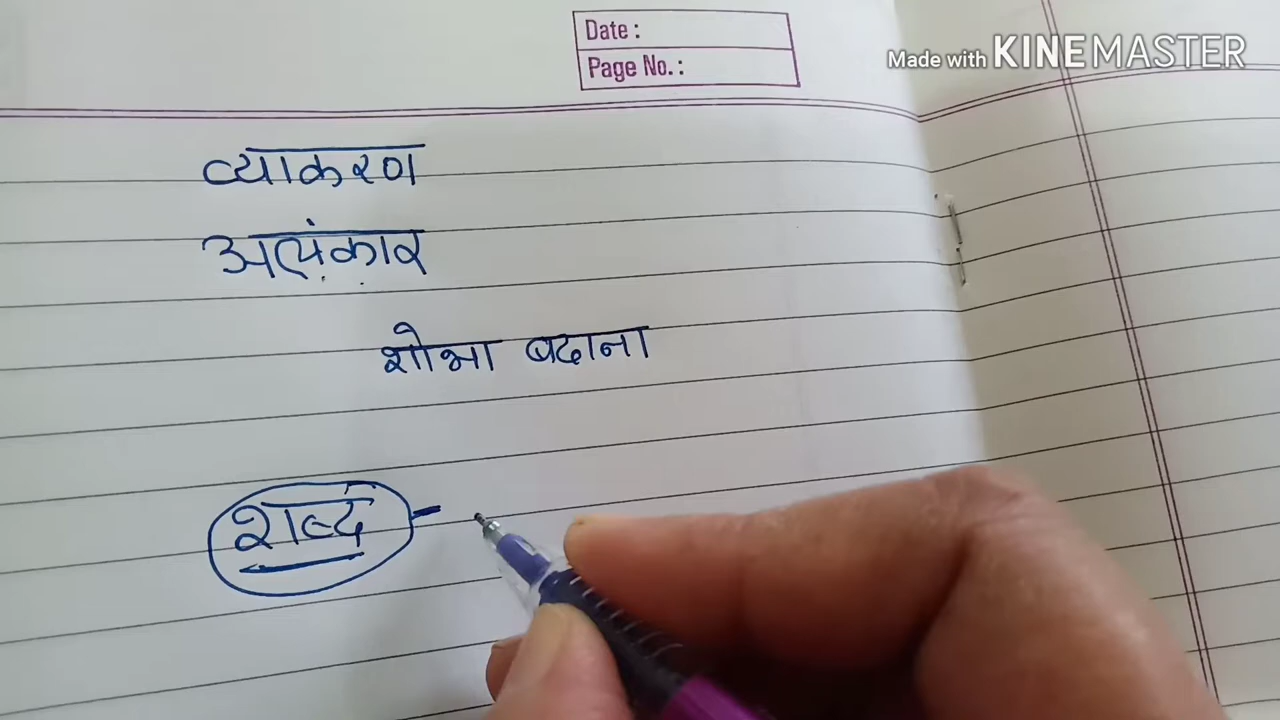 Date :
Page No. :
Made with KINEMASTER
व्याकरण
अलंकार
शोभा बढाना
शब्द -